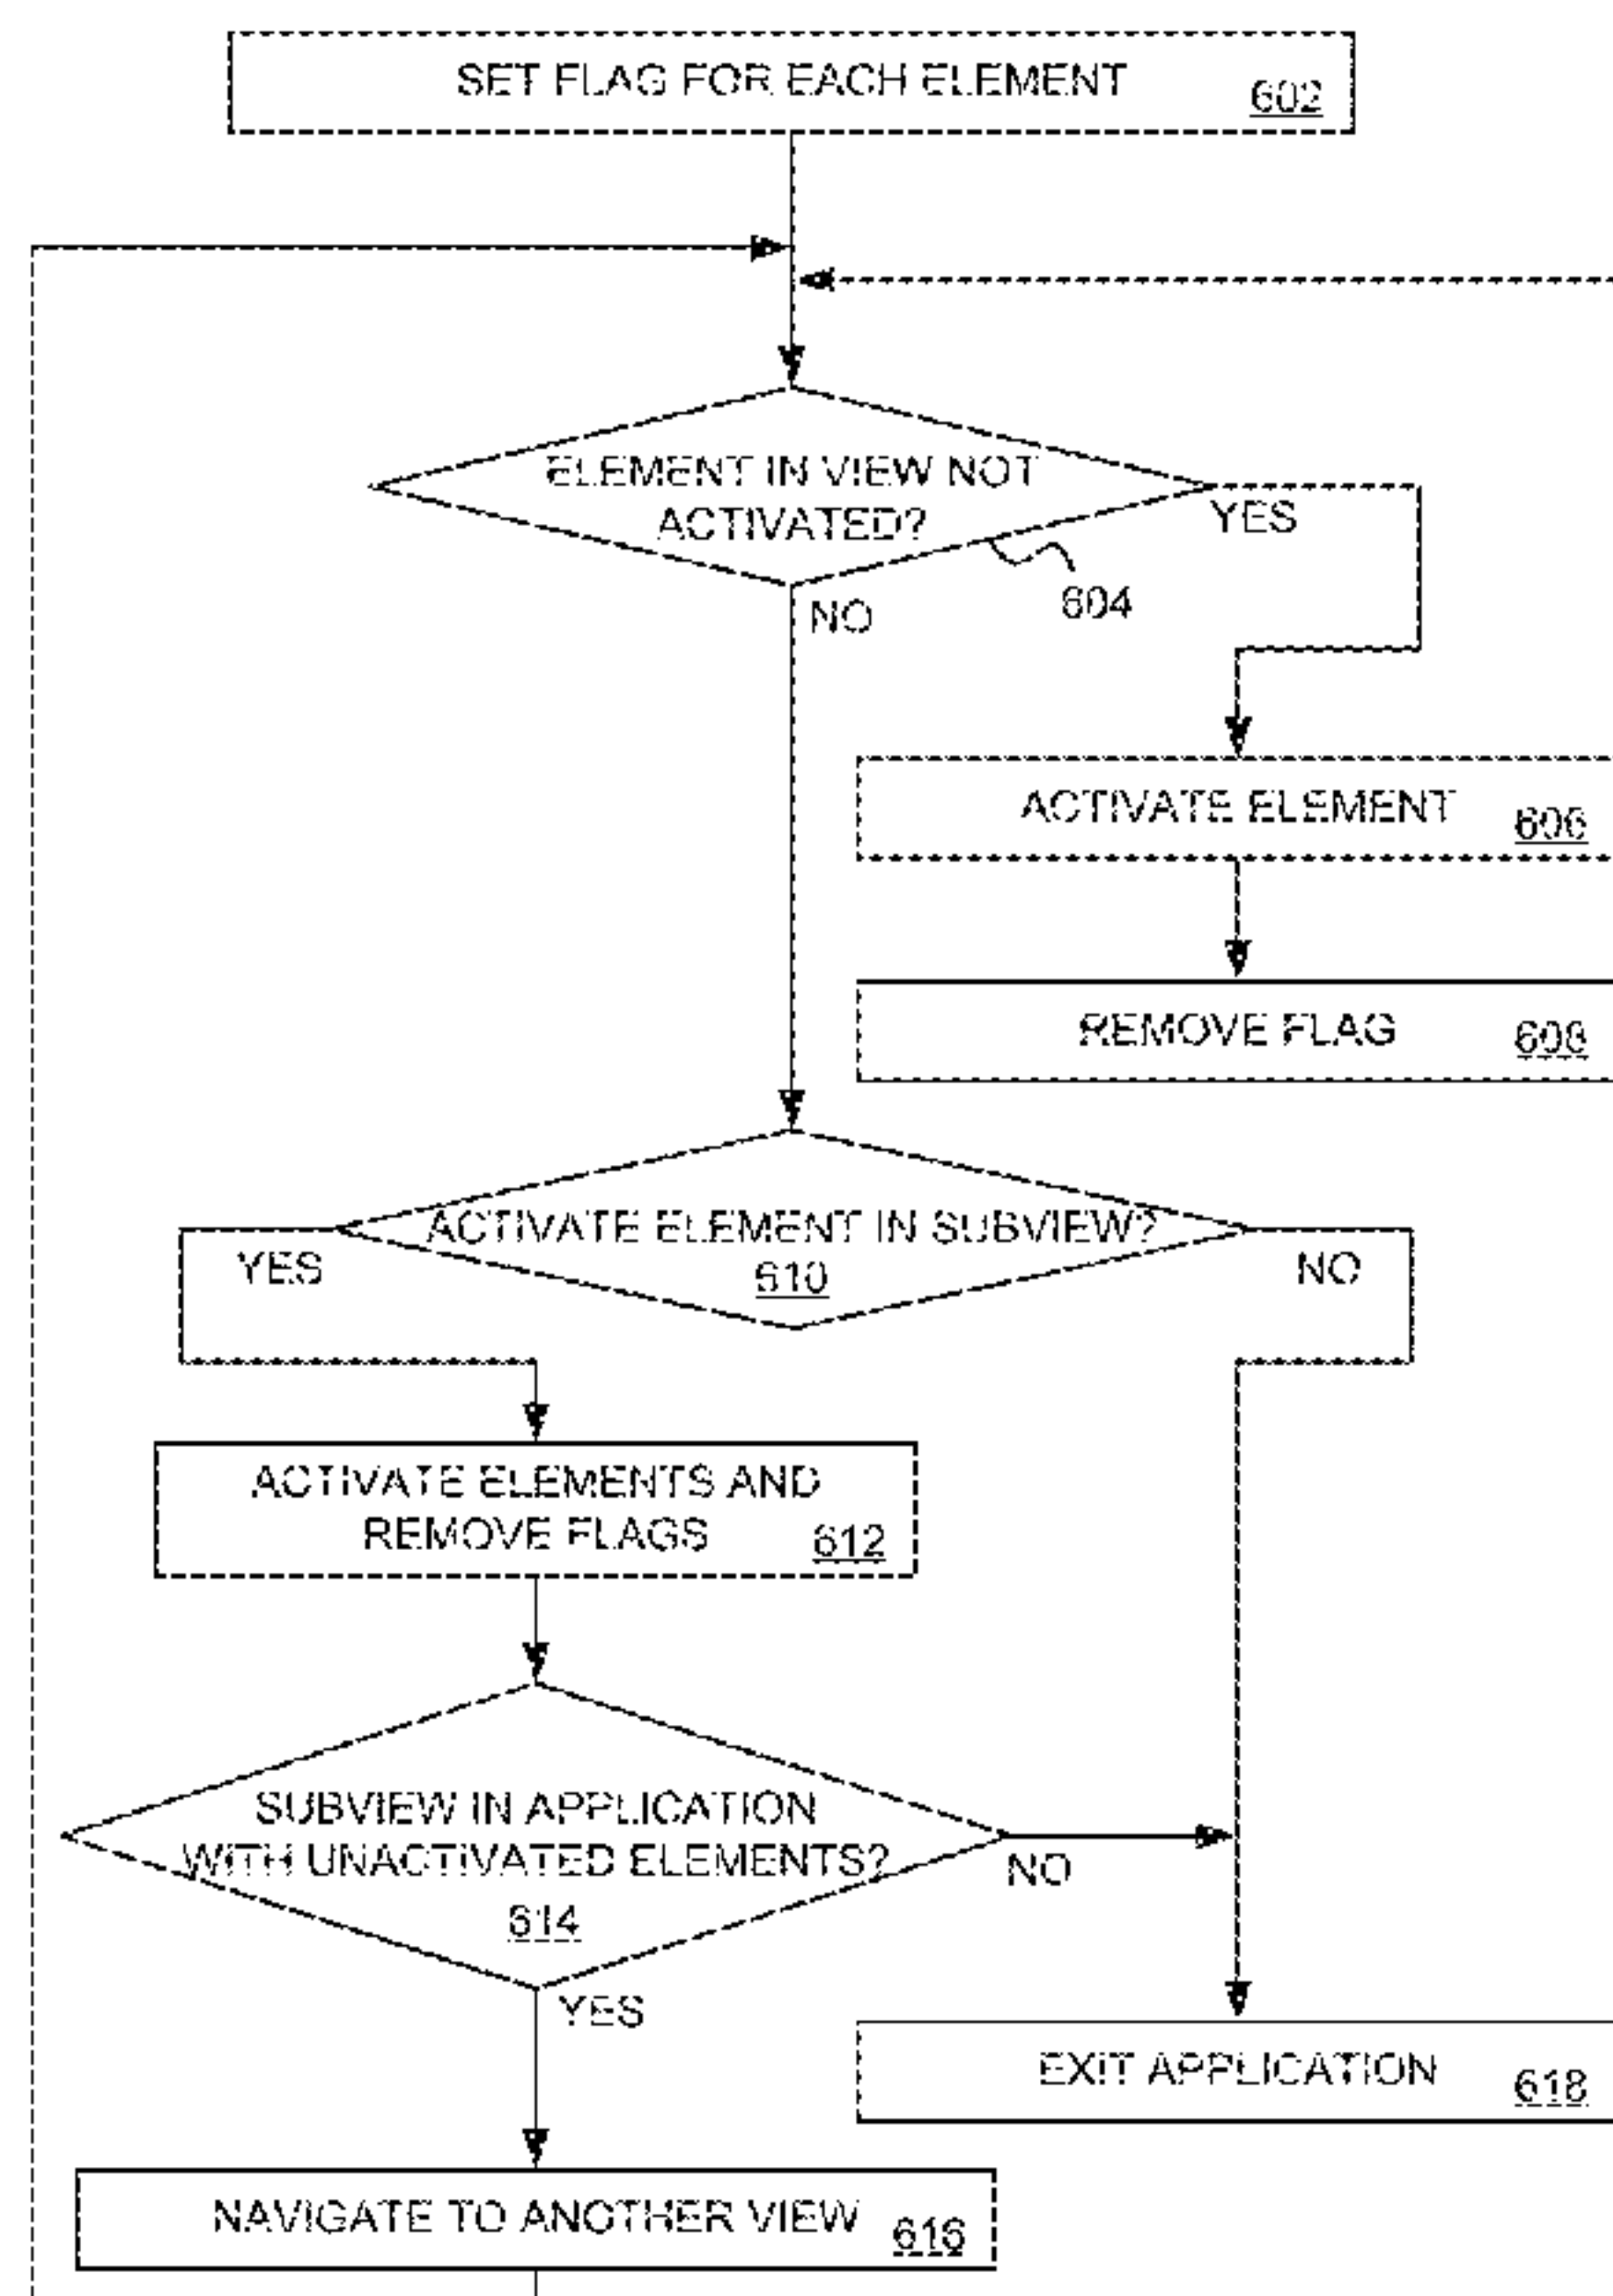 SET FLAG FOR EACH ELEMENT 602
ELEMENT IN VIEW NOT
ACTIVATED?
YES
604
NO
ACTIVATE ELEMENT 606
REMOVE FLAG 608
ACTIVATE ELEMENT IN SUBVIEW?
610
YES
NO
ACTIVATE ELEMENTS AND
REMOVE FLAGS 612
SUBVIEW IN APPLICATION
WITH UNACTIVATED ELEMENTS?
614
NO
YES
EXIT APPLICATION 618
NAVIGATE TO ANOTHER VIEW 616